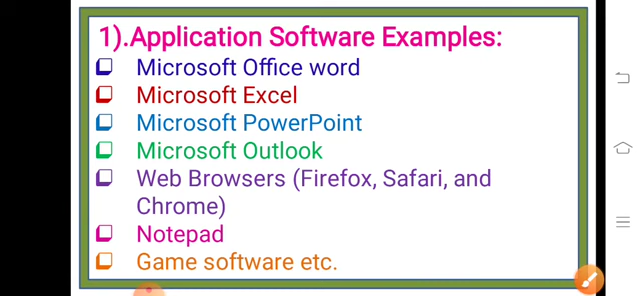 1).Application Software Examples:
Microsoft Office word
Microsoft Excel
Microsoft PowerPoint
Microsoft Outlook
Web Browsers (Firefox, Safari, and
Chrome)
Notepad
Game software etc.